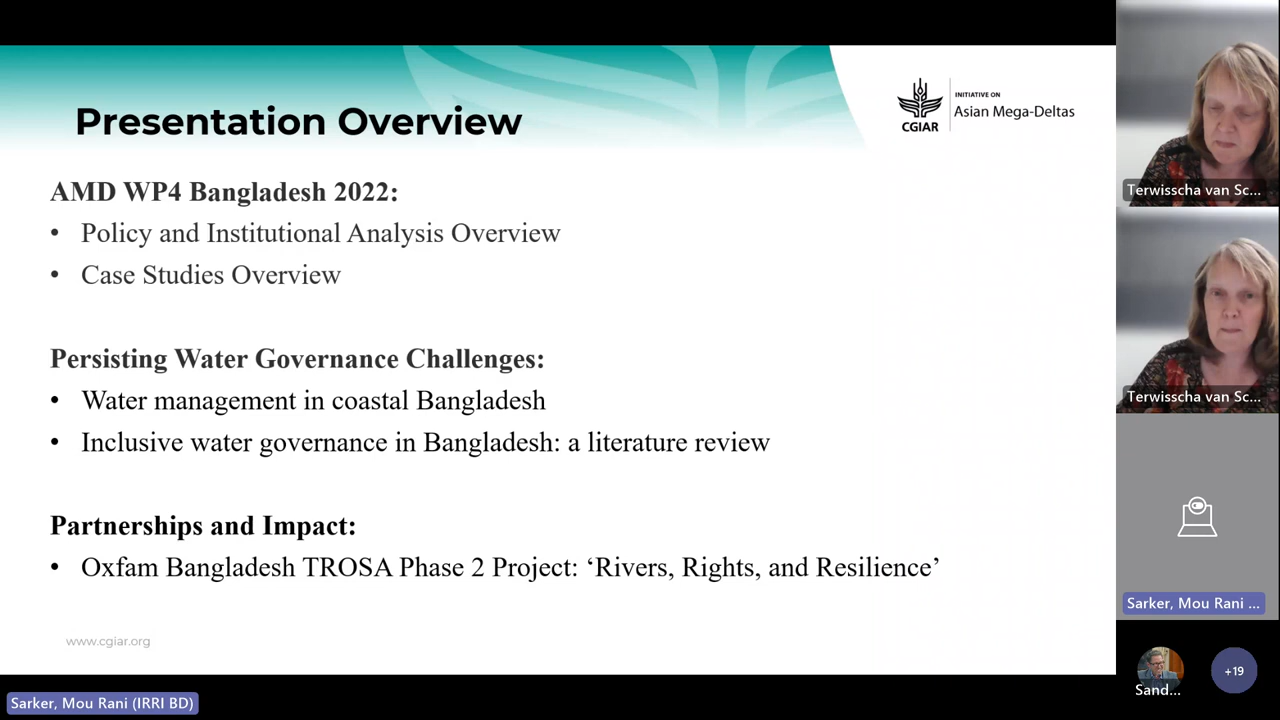 Presentation Overview
CGIAR
INITIATIVE ON
Asian Mega-Deltas
AMD WP4 Bangladesh 2022:
• Policy and Institutional Analysis Overview
• Case Studies Overview
Persisting Water Governance Challenges:
• Water management in coastal Bangladesh
• Inclusive water governance in Bangladesh: a literature review
Partnerships and Impact:
• Oxfam Bangladesh TROSA Phase 2 Project: ‘Rivers, Rights, and Resilience’
www.cgiar.org
Sarker, Mou Rani (IRRI BD)
Terwisscha van Sc...
Terwisscha van Sc...
Sarker, Mou Rani ...
Sand...
+19